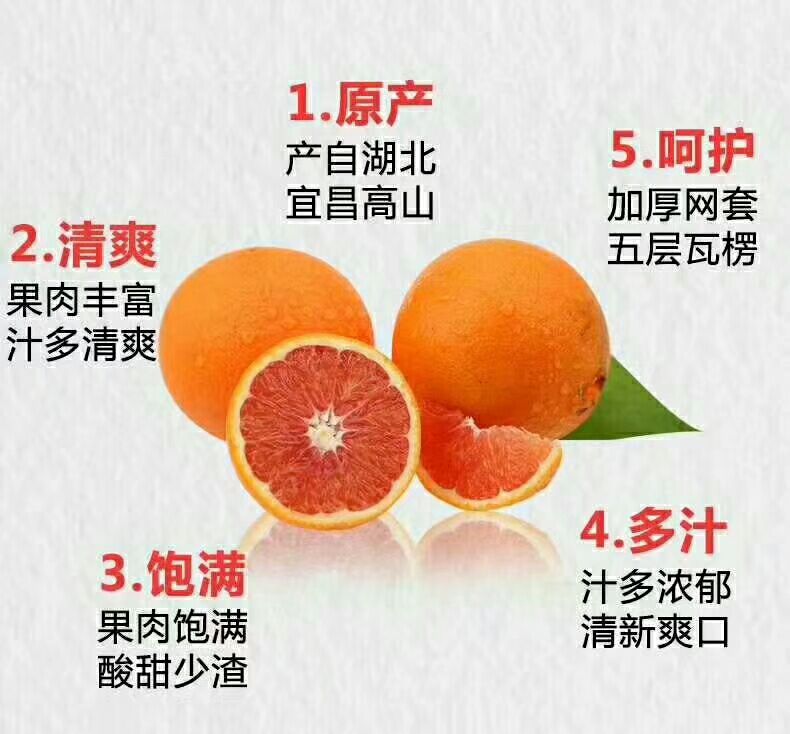 1.原产
产自湖北
宜昌高山
2.清爽
果肉丰富
汁多清爽
3.饱满
果肉饱满
酸甜少渣
4.多汁
汁多浓郁
清新爽口
5.呵护
加厚网套
五层瓦楞